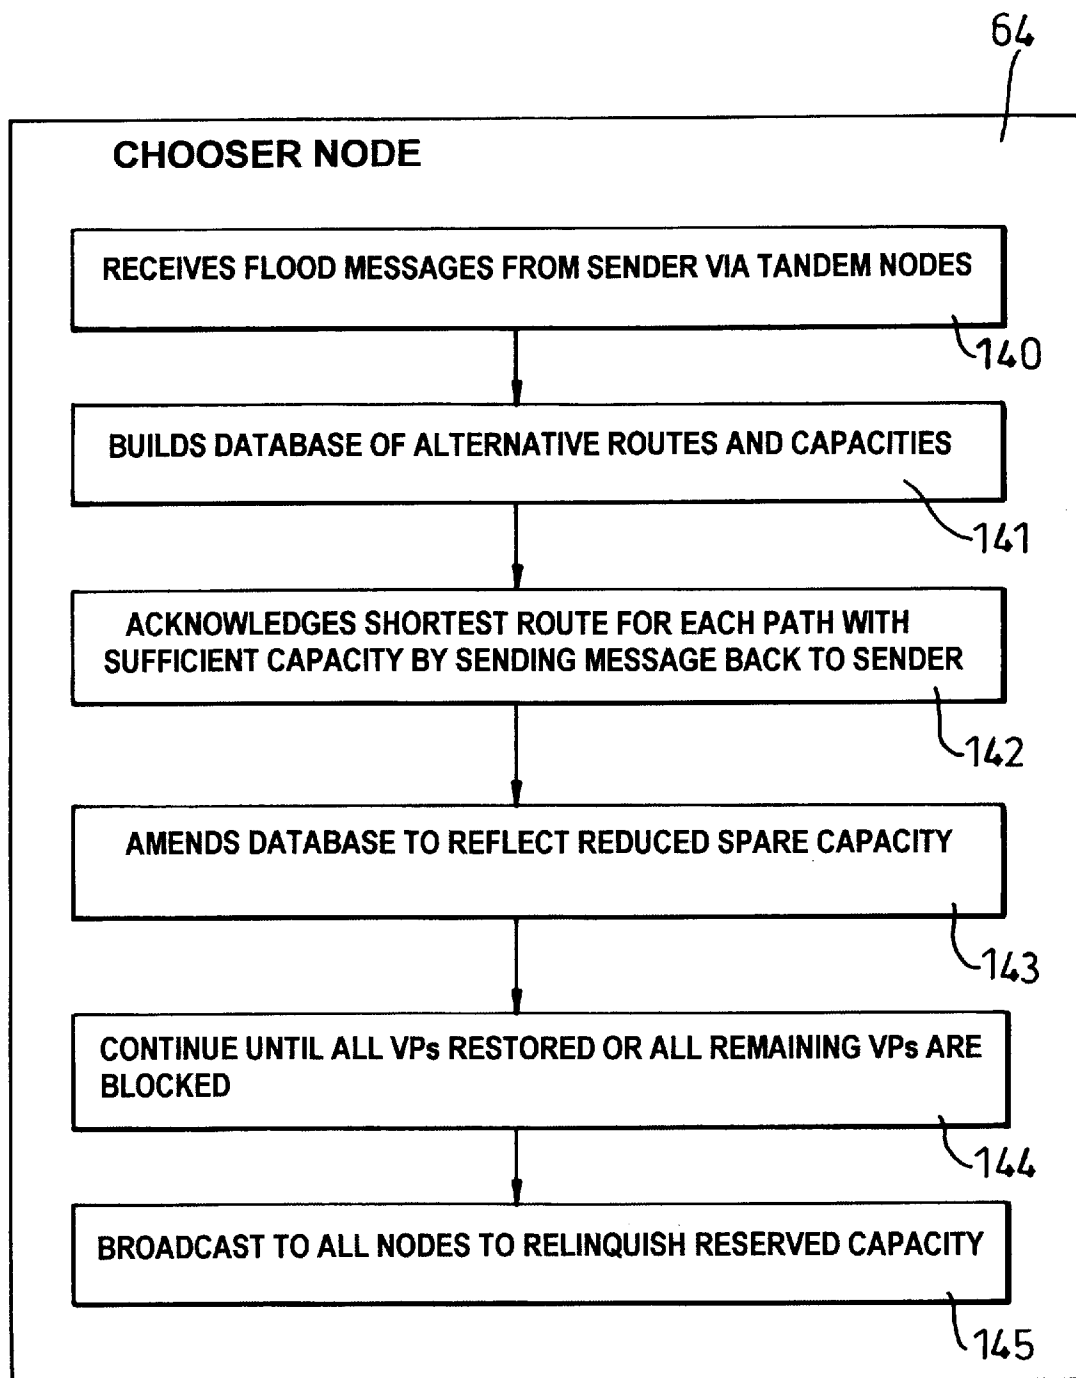 64
CHOOSER NODE
RECEIVES FLOOD MESSAGES FROM SENDER VIA TANDEM NODES
140
BUILDS DATABASE OF ALTERNATIVE ROUTES AND CAPACITIES
141
ACKNOWLEDGES SHORTEST ROUTE FOR EACH PATH WITH
SUFFICIENT CAPACITY BY SENDING MESSAGE BACK TO SENDER
142
AMENDS DATABASE TO REFLECT REDUCED SPARE CAPACITY
143
CONTINUE UNTIL ALL VPs RESTORED OR ALL REMAINING VPs ARE
BLOCKED
144
BROADCAST TO ALL NODES TO RELINQUISH RESERVED CAPACITY
145